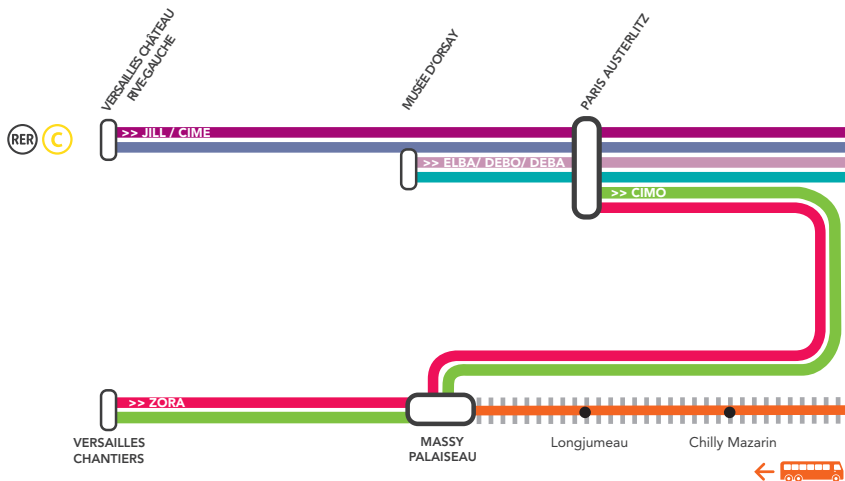 VERSAILLES CHÂTEAU
RIVE-GAUCHE
MUSÉE D'ORSAY
PARIS AUSTERLITZ
RER C
>> JILL / CIME
>> ELBA/ DEBO/ DEBA
>> CIMO
>> ZORA
VERSAILLES
CHANTIERS
MASSY
PALAISEAU
Longjumeau
Chilly Mazarin